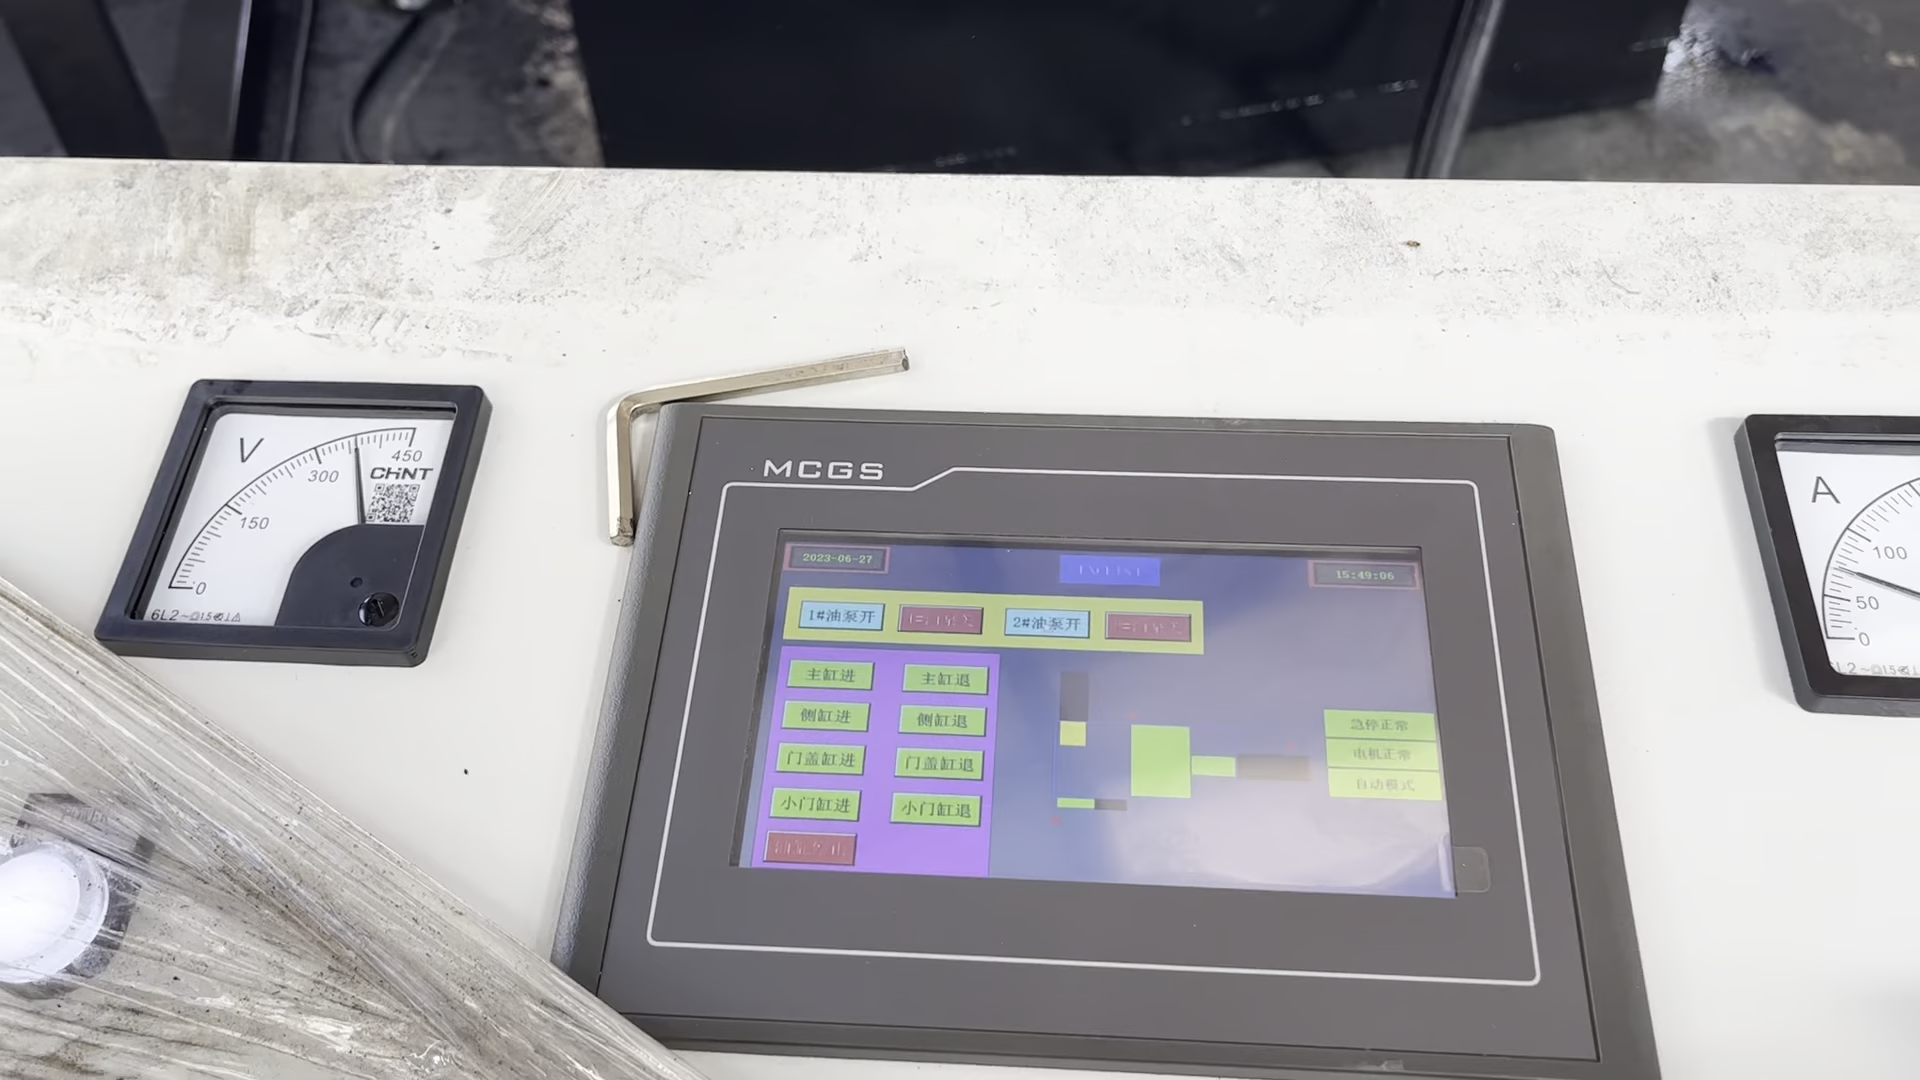 V
150
300
450
CHNT
0
6L2
MCGS
2023-06-27
15:49:06
1#油泵开
2#油泵开
主缸进
主缸退
侧缸进
侧缸退
门盖缸进
门盖缸退
小门缸进
小门缸退
急停正常
电机正常
自动模式
A
100
50
0